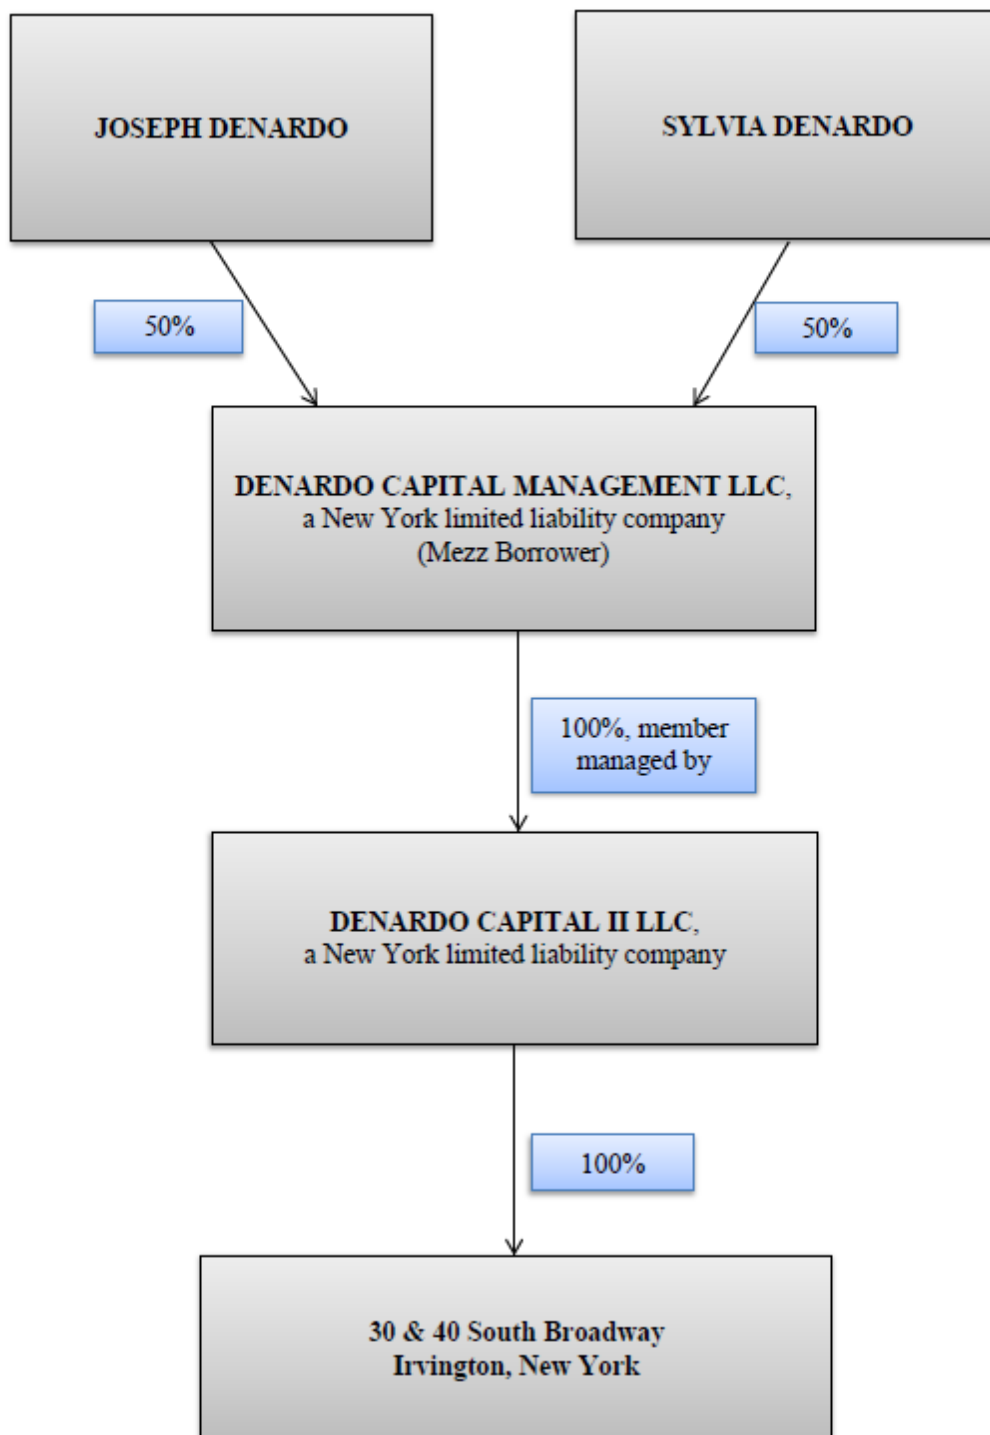 JOSEPH DENARDO
SYLVIA DENARDO
50%
50%
DENARDO CAPITAL MANAGEMENT LLC,
a New York limited liability company
(Mezz Borrower)
100%, member
managed by
DENARDO CAPITAL II LLC,
a New York limited liability company
100%
30 & 40 South Broadway
Irvington, New York